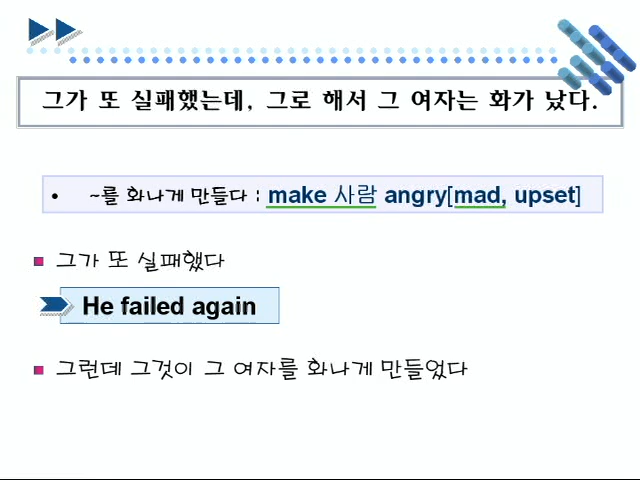 그가 또 실패했는데, 그로 해서 그 여자는 화가 났다.
• ~를 화나게 만들다 : make 사람 angry[mad, upset]
그가 또 실패했다
He failed again
그런데 그것이 그 여자를 화나게 만들었다